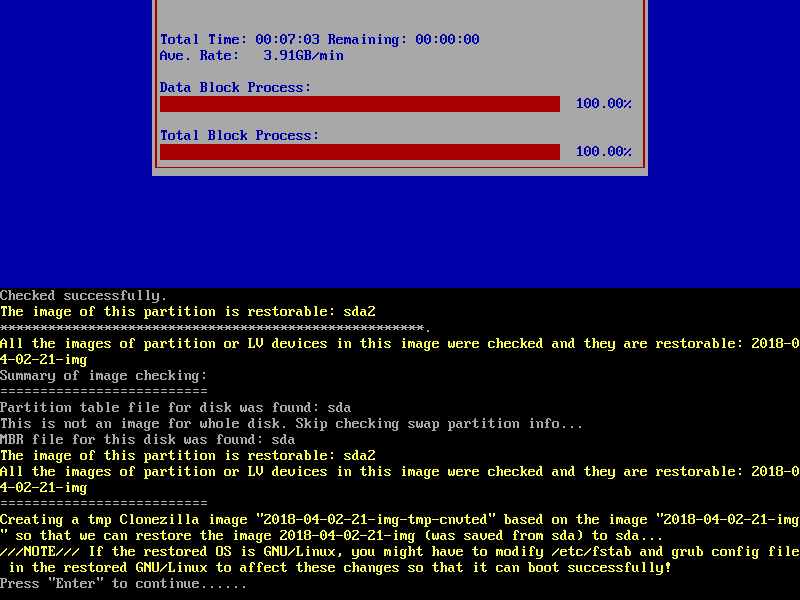 Total Time: 00:07:03 Remaining: 00:00:00
Ave. Rate:   3.91GB/min
Data Block Process:
100.00%
Total Block Process:
100.00%
Checked successfully.
The image of this partition is restorable: sda2
*****************************************************.
All the images of partition or LV devices in this image were checked and they are restorable: 2018-0
4-02-21-img
Summary of image checking:
==========================
Partition table file for disk was found: sda
This is not an image for whole disk. Skip checking swap partition info...
MBR file for this disk was found: sda
The image of this partition is restorable: sda2
All the images of partition or LV devices in this image were checked and they are restorable: 2018-0
4-02-21-img
==========================
Creating a tmp Clonezilla image "2018-04-02-21-img-tmp-cnvted" based on the image "2018-04-02-21-img
" so that we can restore the image 2018-04-02-21-img (was saved from sda) to sda...
///NOTE/// If the restored OS is GNU/Linux, you might have to modify /etc/fstab and grub config file
in the restored GNU/Linux to affect these changes so that it can boot successfully!
Press "Enter" to continue......